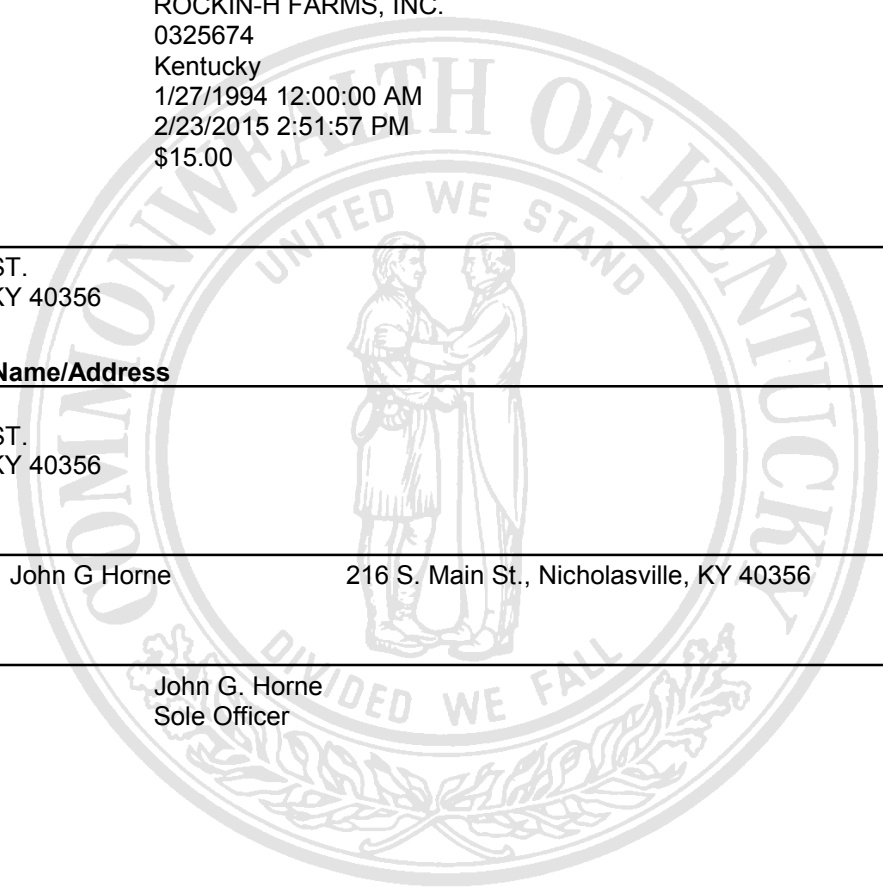 ROCKIN-H FARMS, INC.
0325674
Kentucky
1/27/1994 12:00:00 AM
2/23/2015 2:51:57 PM
$15.00
ST.
KY 40356
Name/Address
ST.
KY 40356
John G Horne 216 S. Main St., Nicholasville, KY 40356
John G. Horne
Sole Officer
COMMONWEALTH OF KENTUCKY
UNITED WE STAND
DIVIDED WE FALL